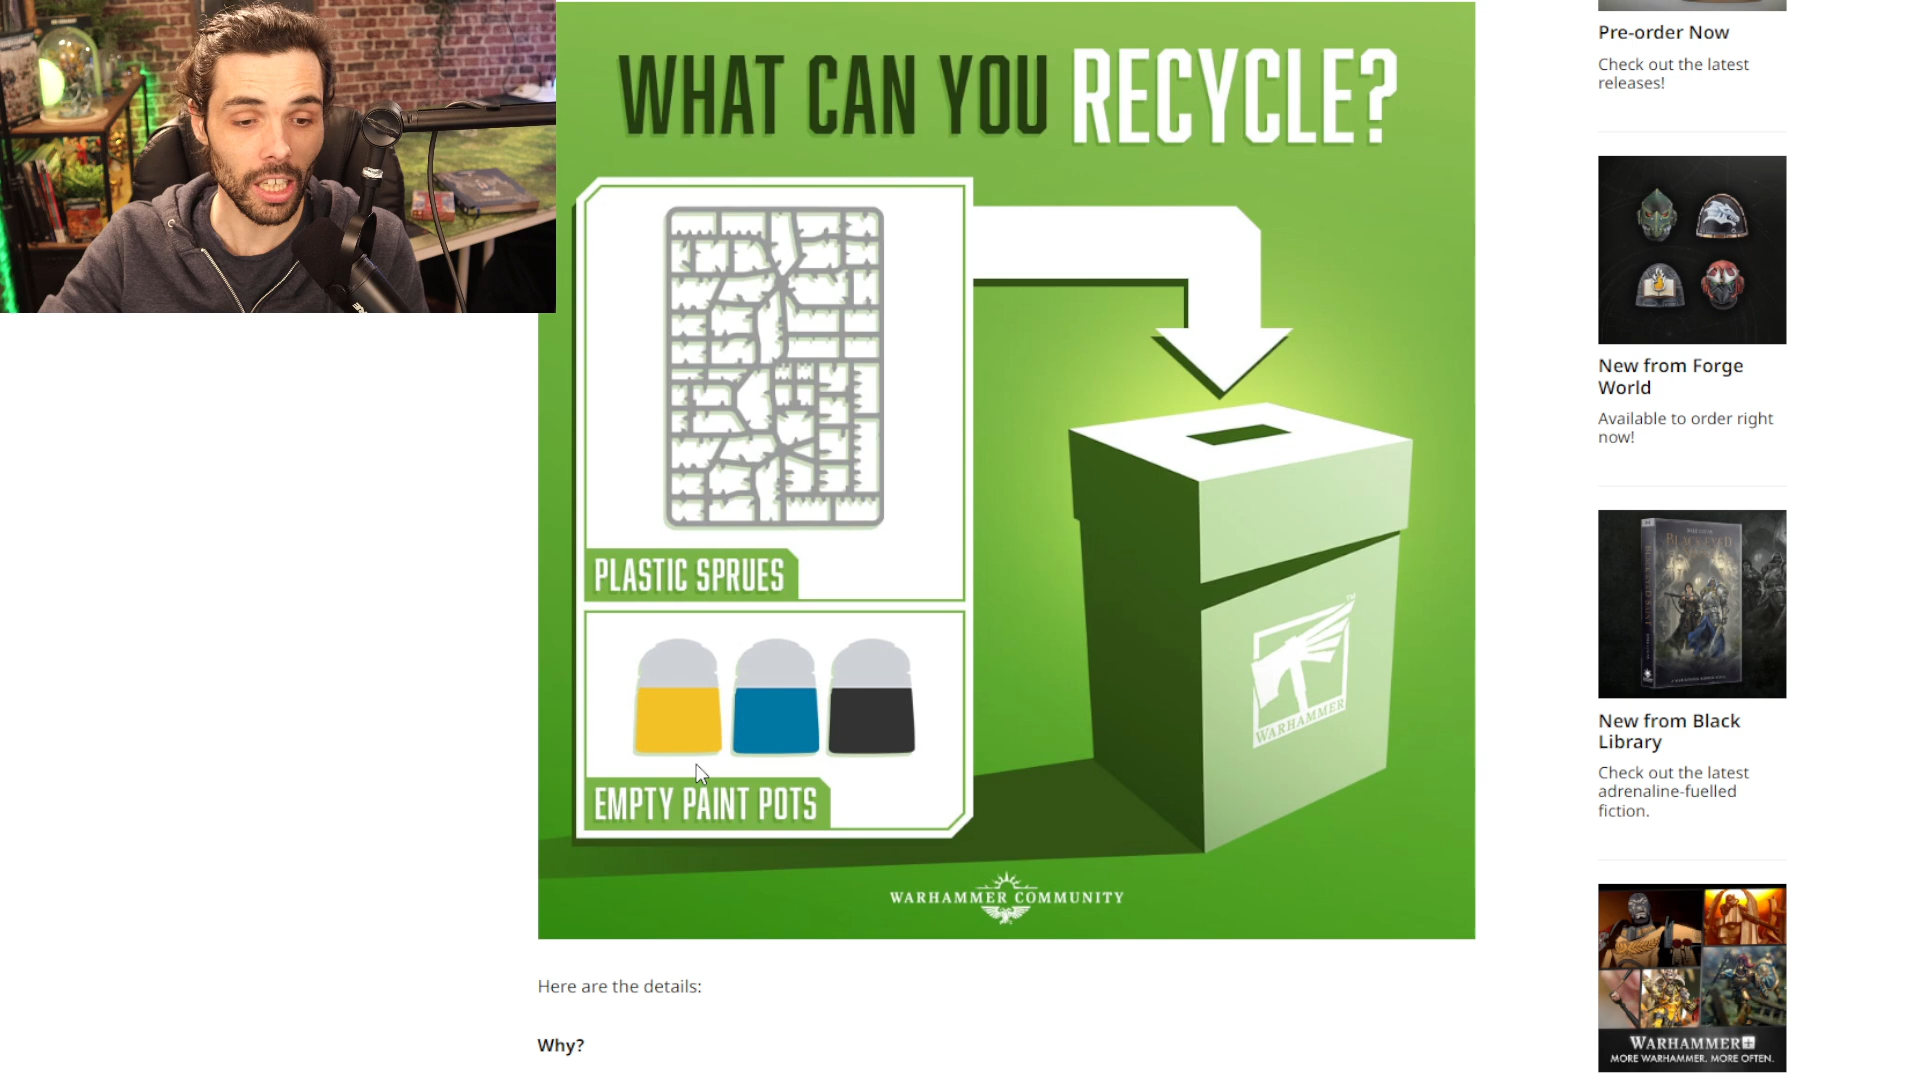 WHAT CAN YOU RECYCLE?
PLASTIC SPRUES
EMPTY PAINT POTS
TM
WARHAMMER
WARHAMMER COMMUNITY
Here are the details:
Why?
Pre-order Now
Check out the latest
releases!
New from Forge
World
Available to order right
now!
New from Black
Library
Check out the latest
adrenaline-fuelled
fiction.
WARHAMMER+
MORE WARHAMMER. MORE OFTEN.